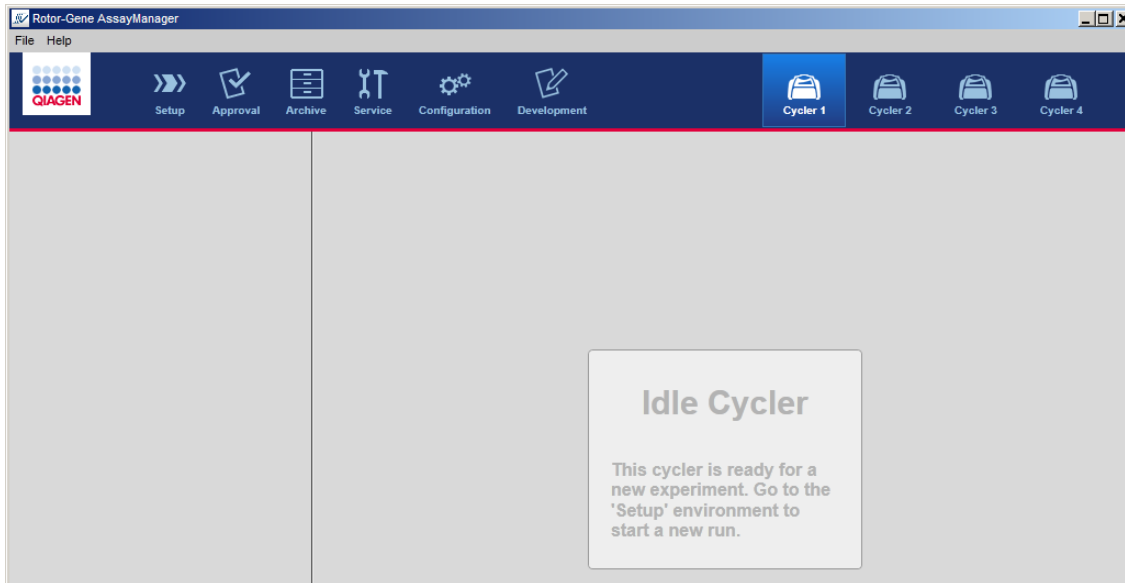 Rotor-Gene AssayManager
File Help
QIAGEN
Setup Approval Archive Service Configuration Development Cycler 1 Cycler 2 Cycler 3 Cycler 4
Idle Cycler
This cycler is ready for a
new experiment. Go to the
'Setup' environment to
start a new run.